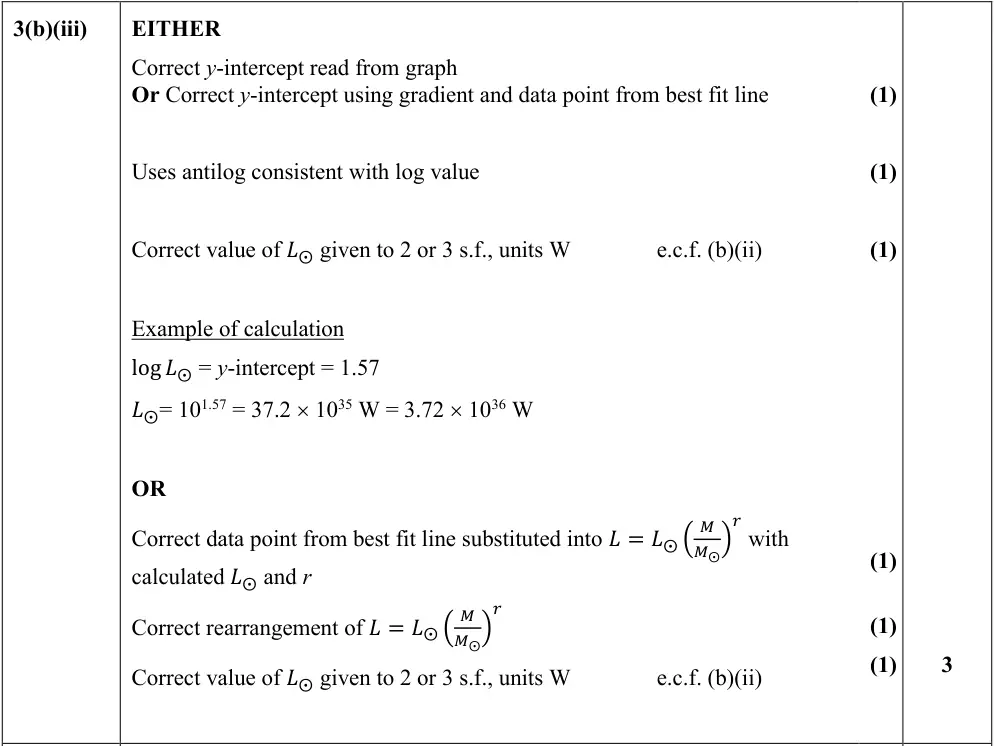 3(b)(iii) EITHER
Correct y-intercept read from graph
Or Correct y-intercept using gradient and data point from best fit line (1)
Uses antilog consistent with log value (1)
Correct value of L⊙ given to 2 or 3 s.f., units W e.c.f. (b)(ii) (1)
Example of calculation
log L⊙ = y-intercept = 1.57
L⊙= 10^1.57 = 37.2 × 10^35 W = 3.72 × 10^36 W
OR
Correct data point from best fit line substituted into L = L⊙ (M/M⊙)^r with
calculated L⊙ and r (1)
Correct rearrangement of L = L⊙ (M/M⊙)^r (1)
Correct value of L⊙ given to 2 or 3 s.f., units W e.c.f. (b)(ii) (1) 3